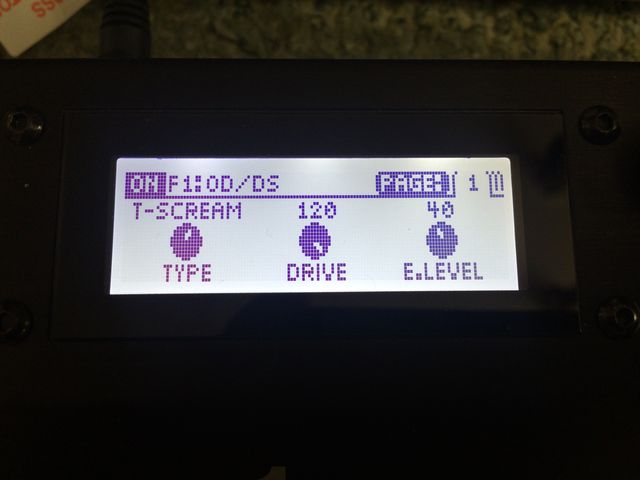 ON F1:OD/DS PAGE: 1
T-SCREAM 120 40
TYPE DRIVE E.LEVEL